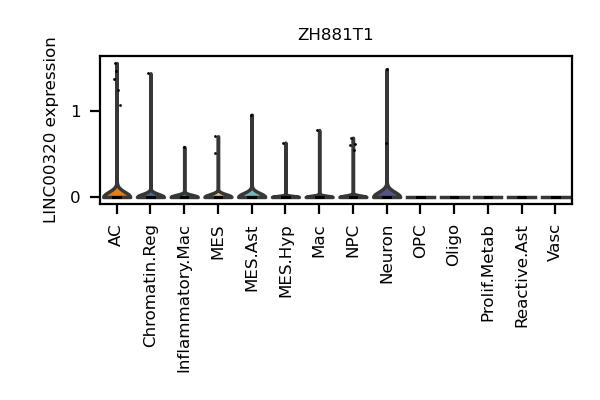 ZH881T1
LINC00320 expression
1
0
AC
Chromatin.Reg
Inflammatory.Mac
MES
MES.Ast
MES.Hyp
Mac
NPC
Neuron
OPC
Oligo
Prolif.Metab
Reactive.Ast
Vasc